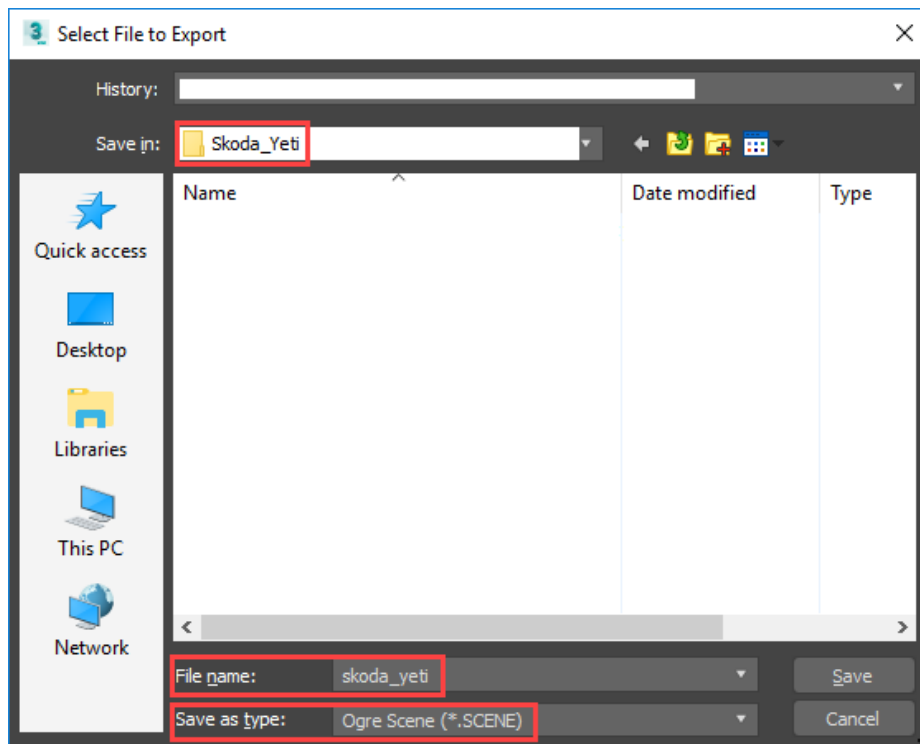 Select File to Export
History:
Save in: Skoda_Yeti
Name Date modified Type
Quick access
Desktop
Libraries
This PC
Network
File name: skoda_yeti Save
Save as type: Ogre Scene (*.SCENE) Cancel